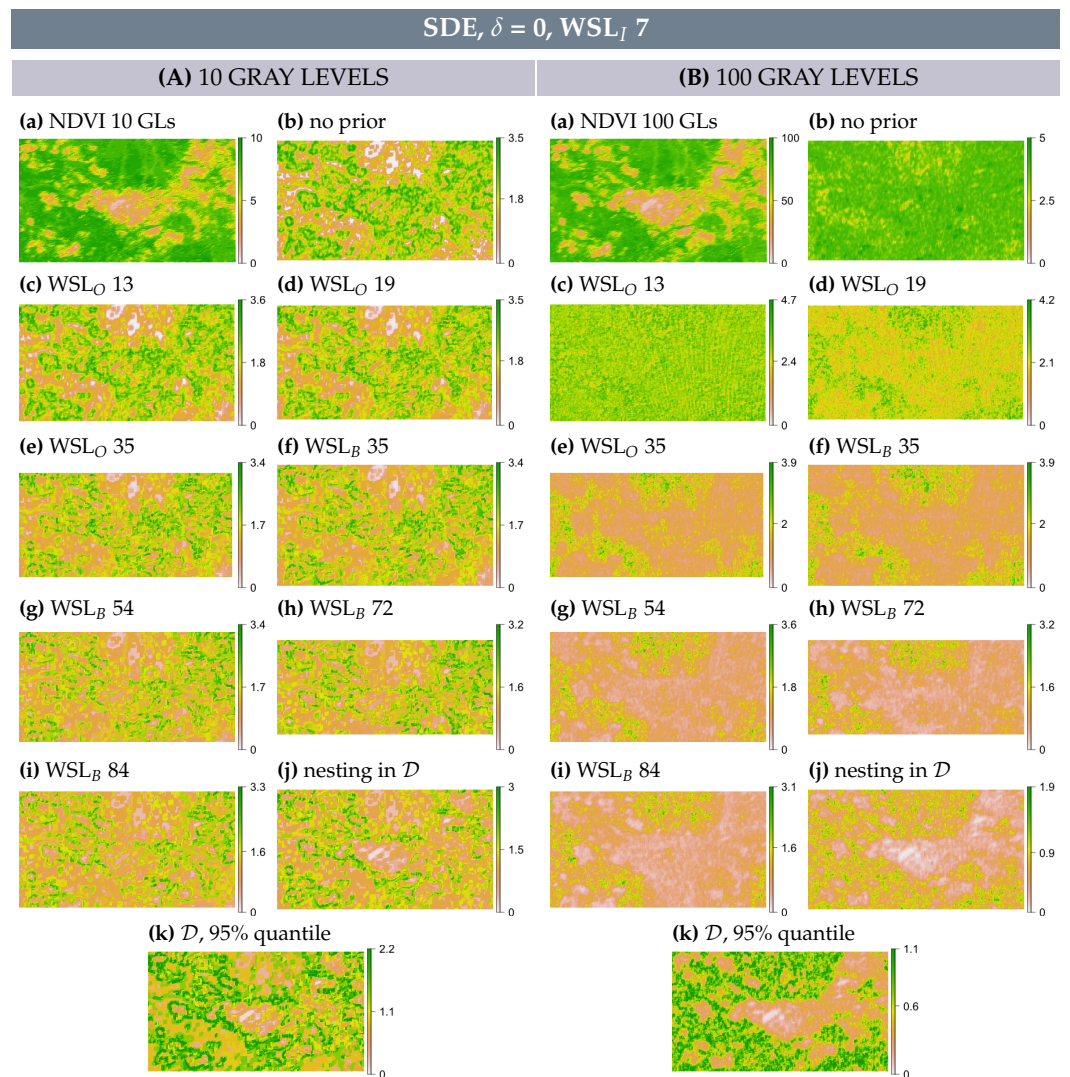 SDE, δ = 0, WSL_I 7
(A) 10 GRAY LEVELS
(B) 100 GRAY LEVELS
(a) NDVI 10 GLs
10
5
0
(b) no prior
3.5
1.8
0
(a) NDVI 100 GLs
100
50
0
(b) no prior
5
2.5
0
(c) WSL_O 13
3.6
1.8
0
(d) WSL_O 19
3.5
1.8
0
(c) WSL_O 13
4.7
2.4
0
(d) WSL_O 19
4.2
2.1
0
(e) WSL_O 35
3.4
1.7
0
(f) WSL_B 35
3.4
1.7
0
(e) WSL_O 35
3.9
2
0
(f) WSL_B 35
3.9
2
0
(g) WSL_B 54
3.4
1.7
0
(h) WSL_B 72
3.2
1.6
0
(g) WSL_B 54
3.6
1.8
0
(h) WSL_B 72
3.2
1.6
0
(i) WSL_B 84
3.3
1.6
0
(j) nesting in 𝒟
3
1.5
0
(i) WSL_B 84
3.1
1.6
0
(j) nesting in 𝒟
1.9
0.9
0
(k) 𝒟, 95% quantile
2.2
1.1
0
(k) 𝒟, 95% quantile
1.1
0.6
0